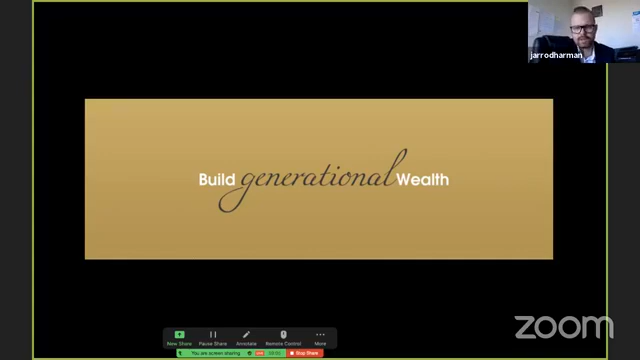 jarrodharman
Build generational Wealth
New Share
Pause Share
Annotate
Remote Control
More
You are screen sharing
Stop Share
zoom